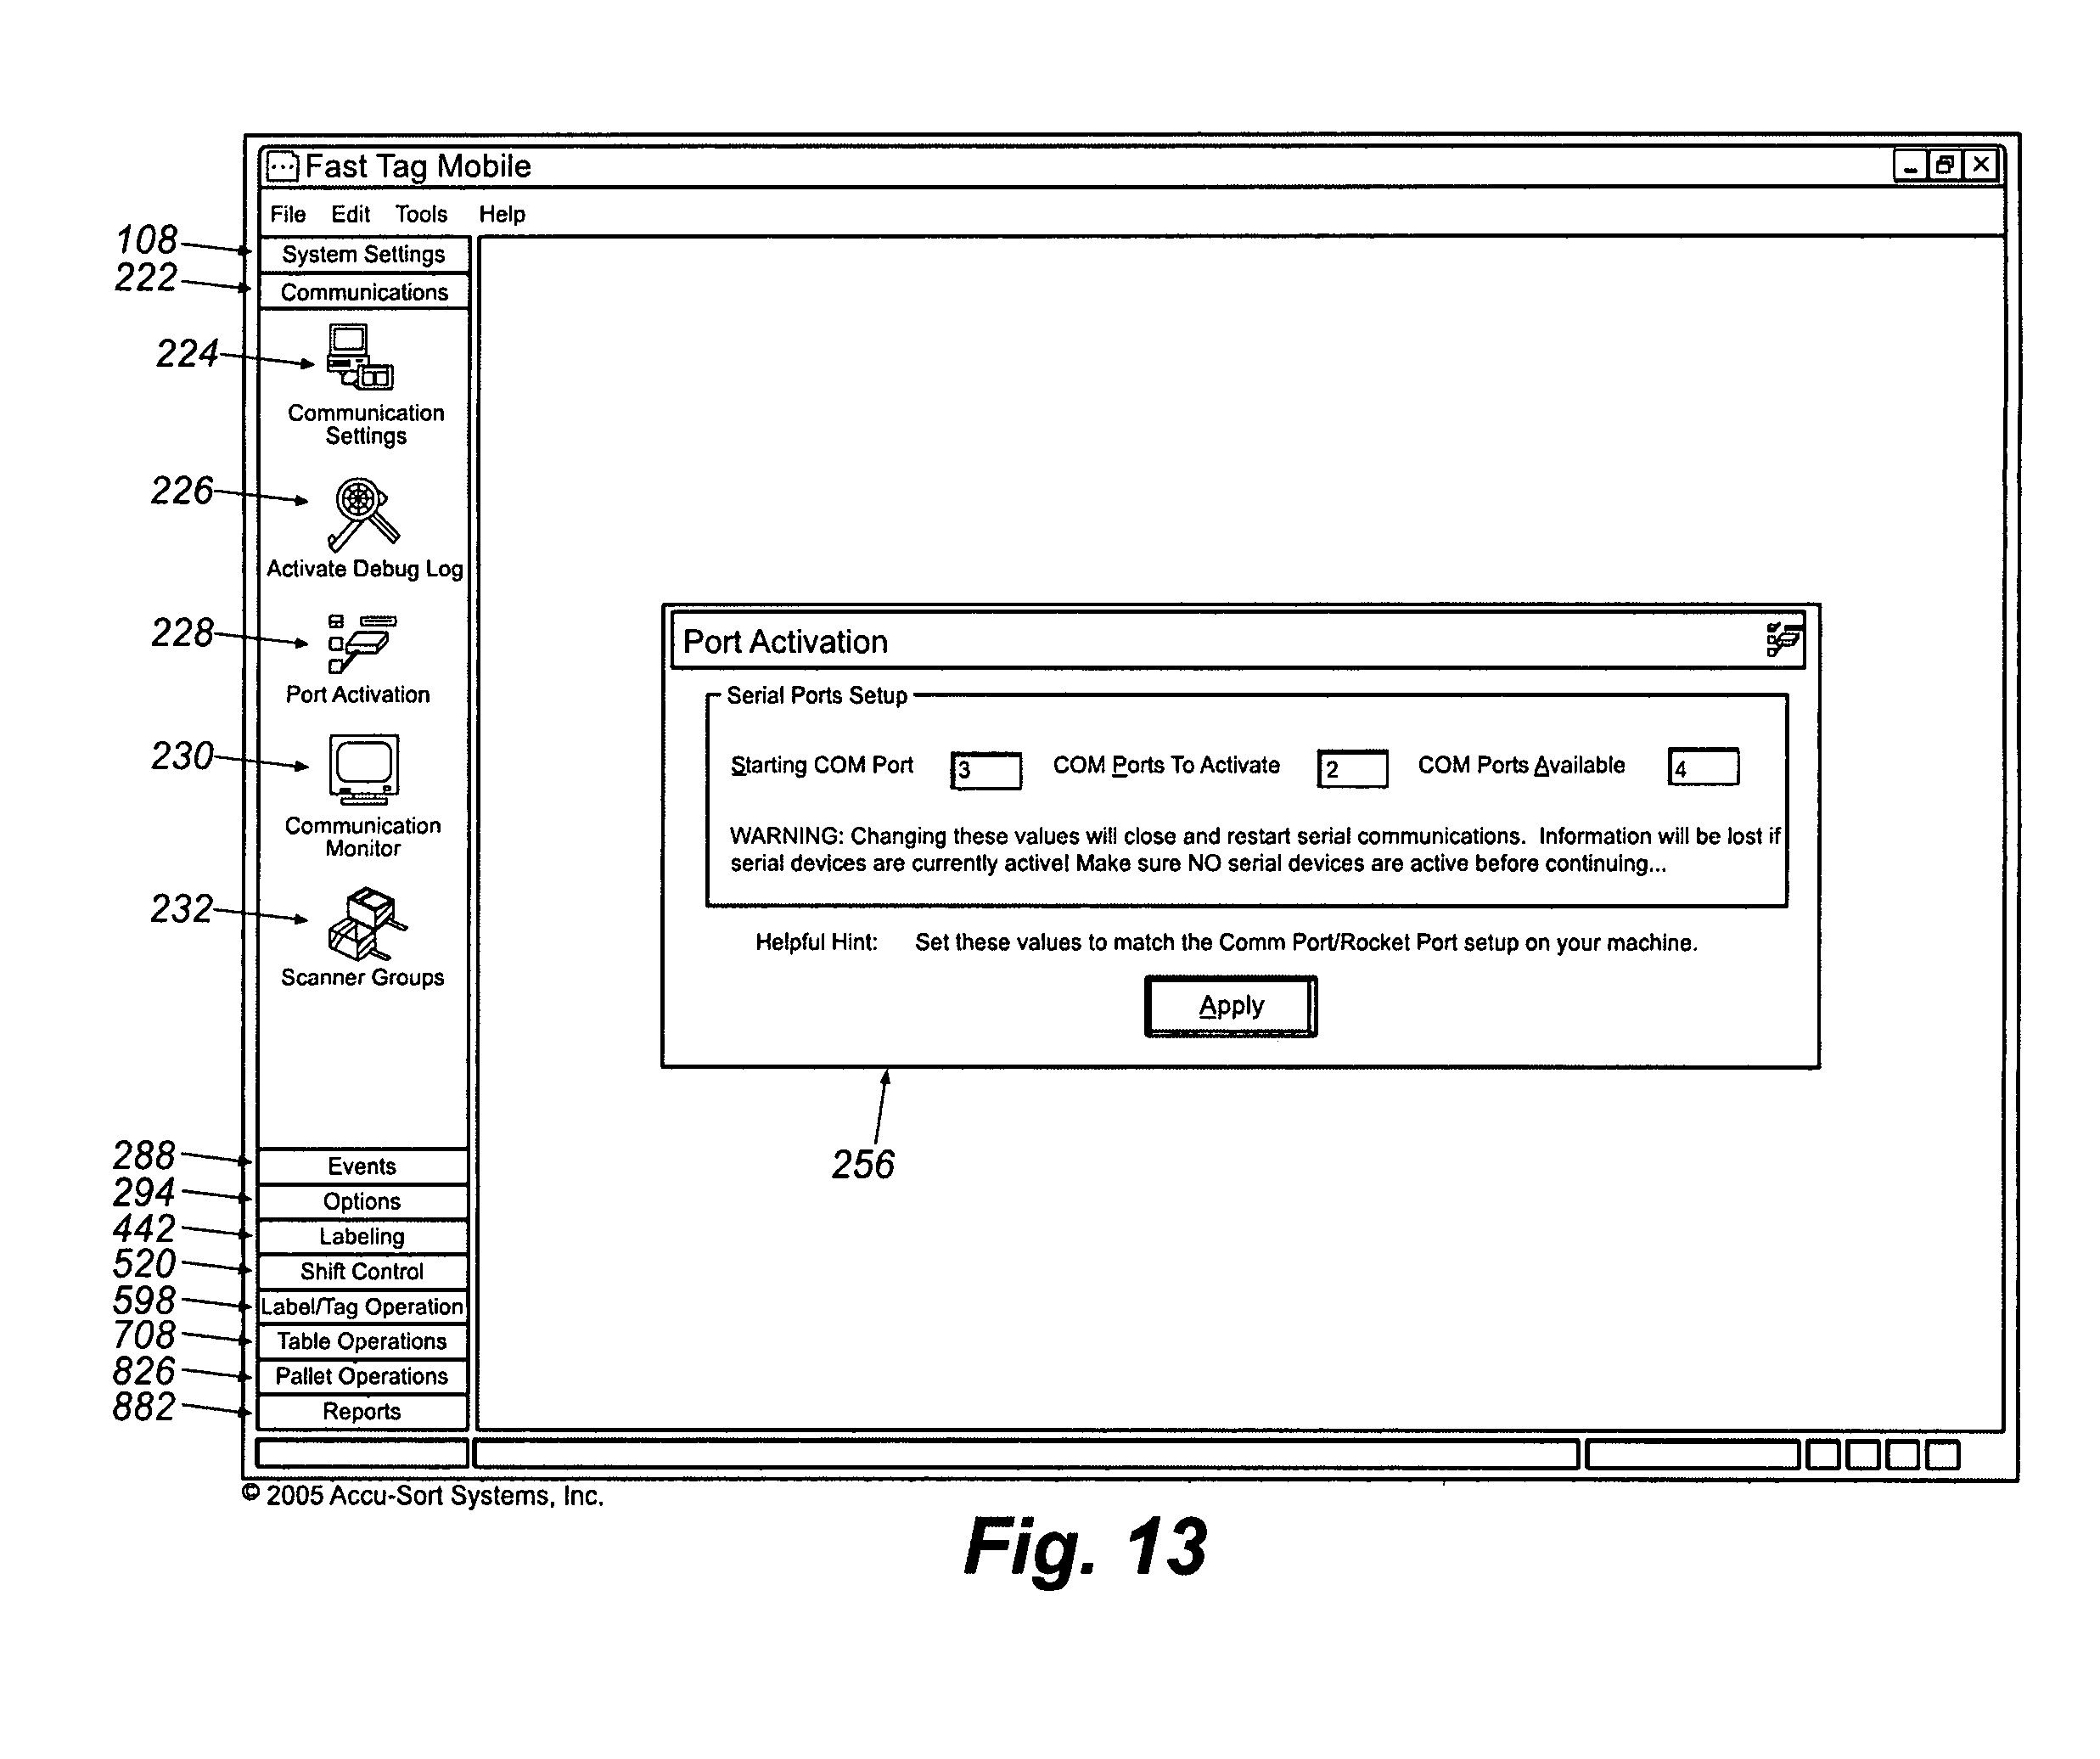 Fast Tag Mobile
File Edit Tools Help
108
System Settings
222
Communications
224
Communication
Settings
226
Activate Debug Log
228
Port Activation
230
Communication
Monitor
232
Scanner Groups
Port Activation
Serial Ports Setup
Starting COM Port 3 COM Ports To Activate 2 COM Ports Available 4
WARNING: Changing these values will close and restart serial communications. Information will be lost if
serial devices are currently active! Make sure NO serial devices are active before continuing...
Helpful Hint: Set these values to match the Comm Port/Rocket Port setup on your machine.
Apply
256
288
Events
294
Options
442
Labeling
520
Shift Control
598
Label/Tag Operation
708
Table Operations
826
Pallet Operations
882
Reports
© 2005 Accu-Sort Systems, Inc.
Fig. 13